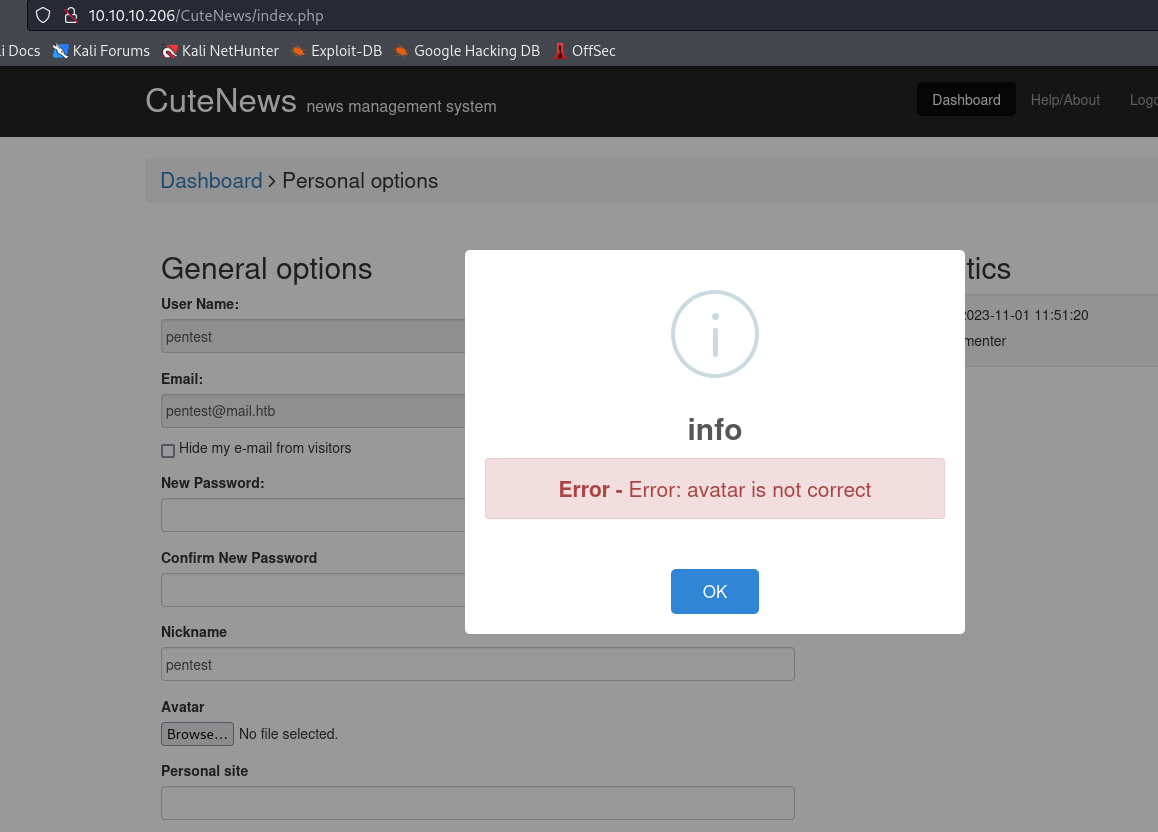 10.10.10.206/CuteNews/index.php
i Docs Kali Forums Kali NetHunter Exploit-DB Google Hacking DB OffSec
CuteNews news management system Dashboard Help/About Logo
Dashboard > Personal options
General options
tics
User Name:
2023-11-01 11:51:20
pentest
menter
Email:
pentest@mail.htb
Hide my e-mail from visitors
info
New Password:
Error - Error: avatar is not correct
Confirm New Password
OK
Nickname
pentest
Avatar
Browse... No file selected.
Personal site